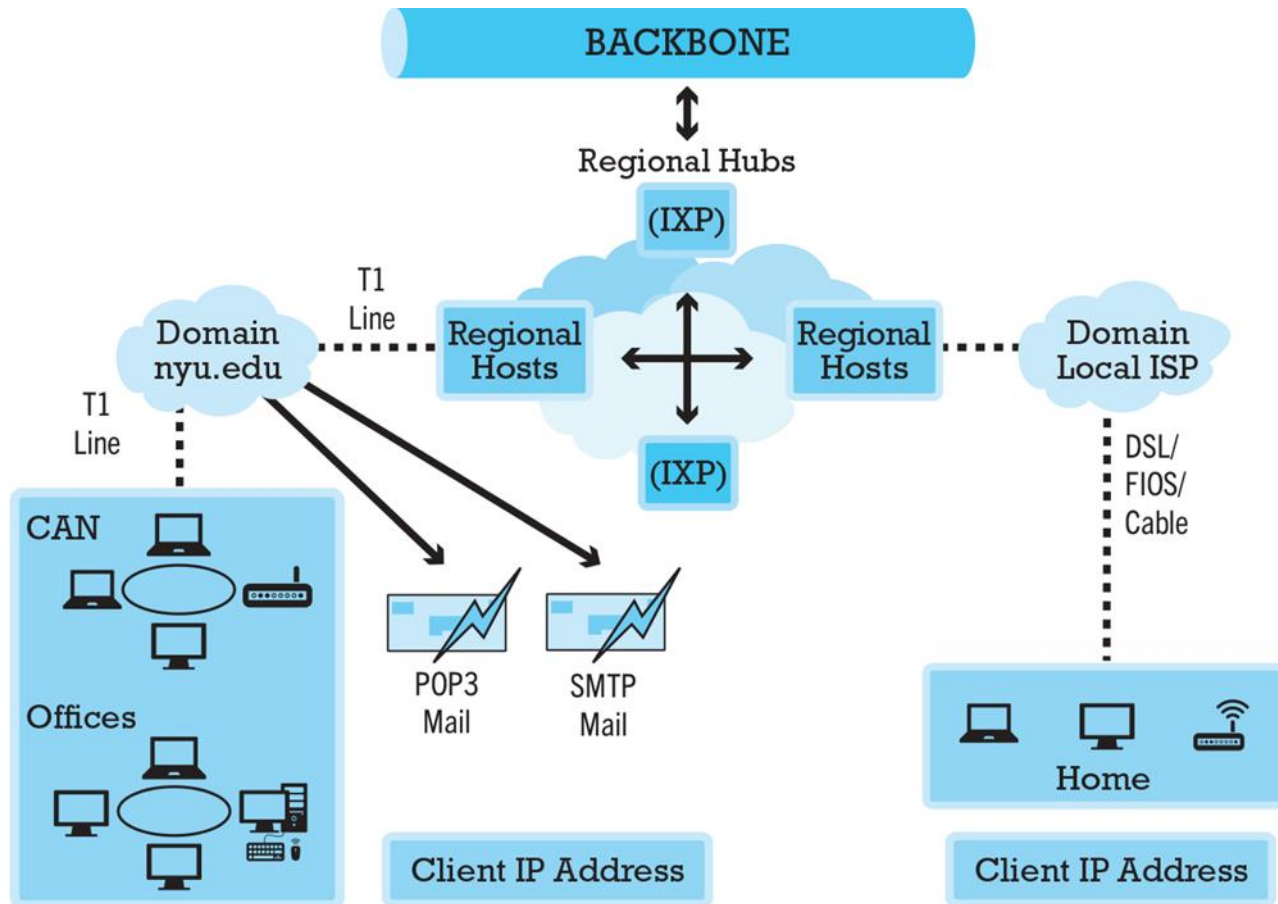 BACKBONE
Regional Hubs
(IXP)
T1
Line
Domain
nyu.edu
Regional
Hosts
Regional
Hosts
Domain
Local ISP
T1
Line
(IXP)
DSL/
FIOS/
Cable
CAN
POP3
Mail
SMTP
Mail
Offices
Home
Client IP Address
Client IP Address